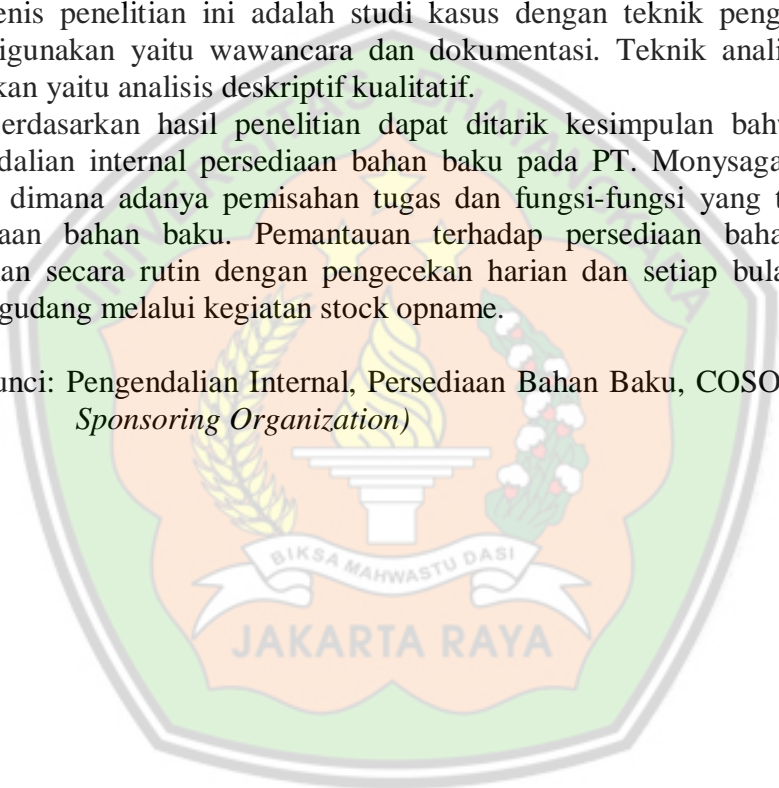 enis penelitian ini adalah studi kasus dengan teknik peng
igunakan yaitu wawancara dan dokumentasi. Teknik anali
kan yaitu analisis deskriptif kualitatif.
erdasarkan hasil penelitian dapat ditarik kesimpulan bahw
dalian internal persediaan bahan baku pada PT. Monysaga
dimana adanya pemisahan tugas dan fungsi-fungsi yang t
aan bahan baku. Pemantauan terhadap persediaan baha
an secara rutin dengan pengecekan harian dan setiap bula
gudang melalui kegiatan stock opname.
unci: Pengendalian Internal, Persediaan Bahan Baku, COSO
Sponsoring Organization)
UNIVERSITAS BHAYANGKARA
BIKSA MAHWASTU DASI
JAKARTA RAYA